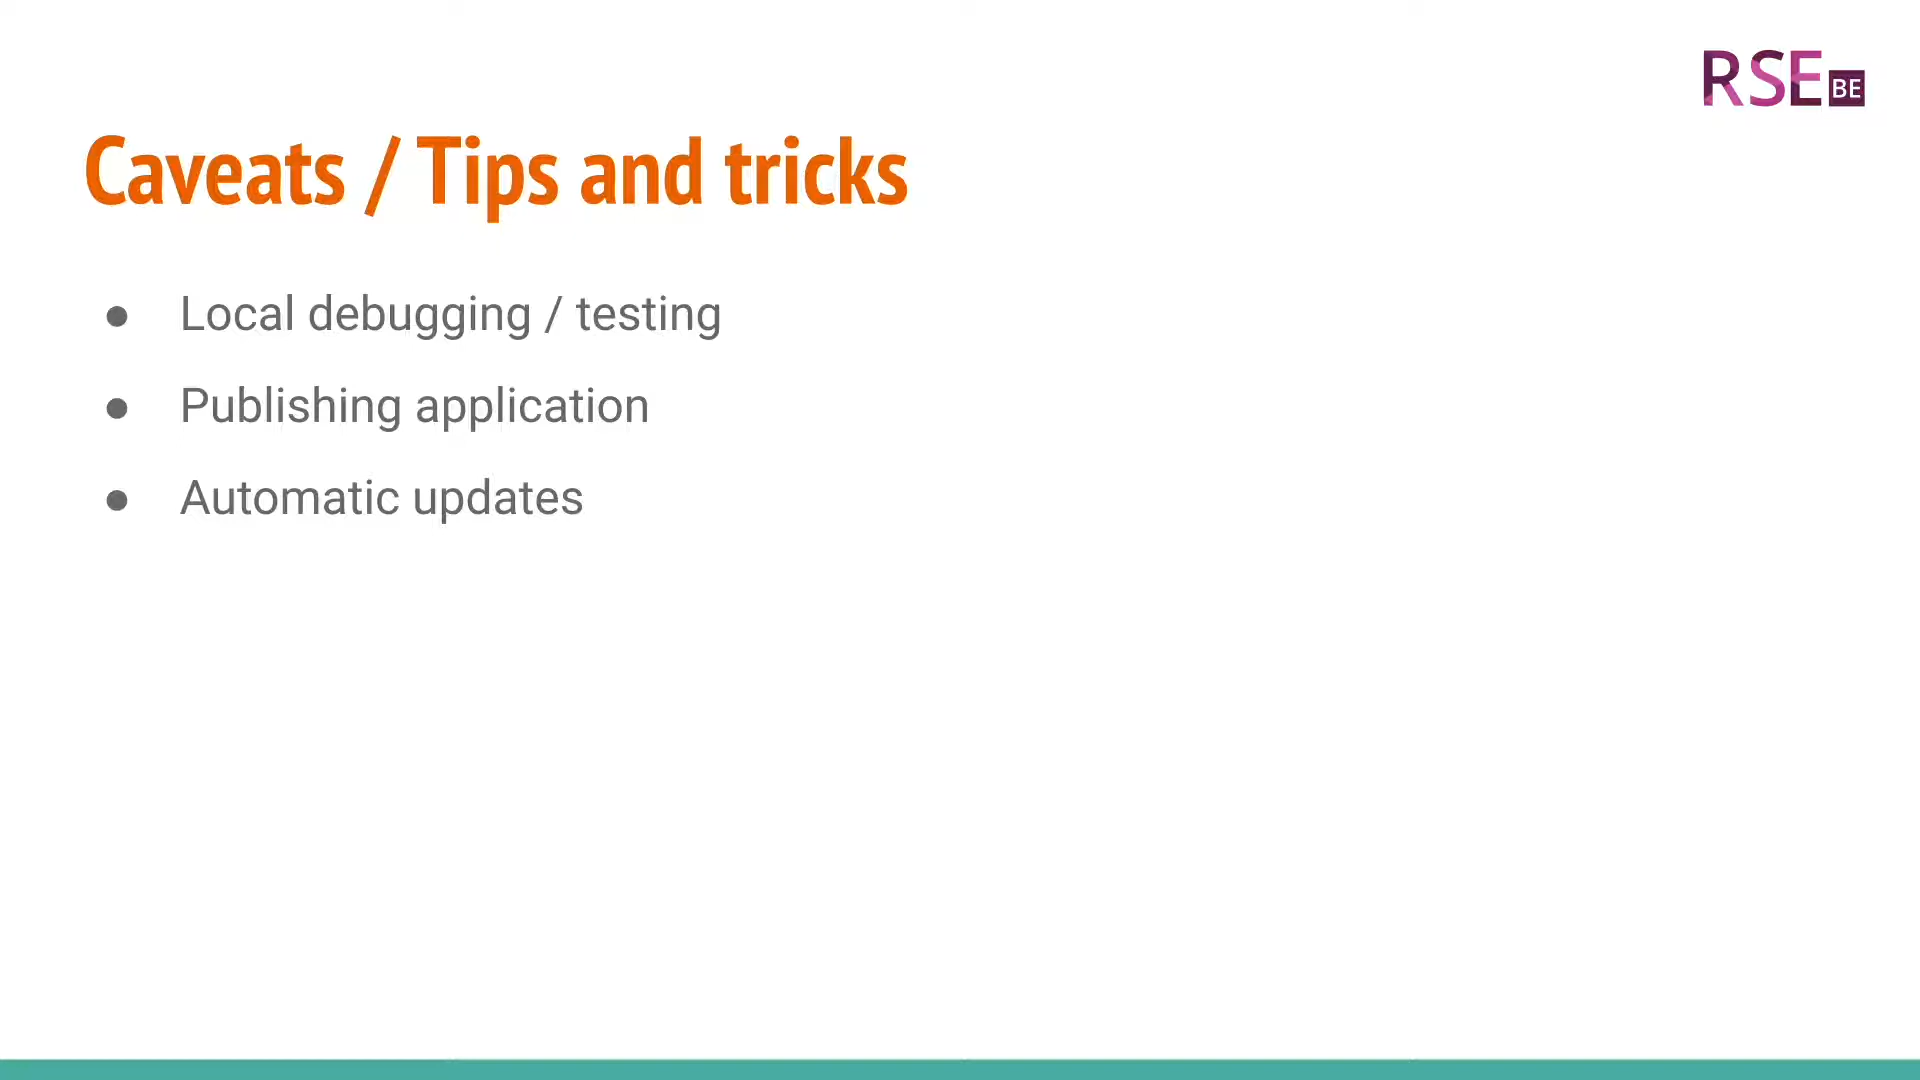 RSE BE
Caveats / Tips and tricks
● Local debugging / testing
● Publishing application
● Automatic updates